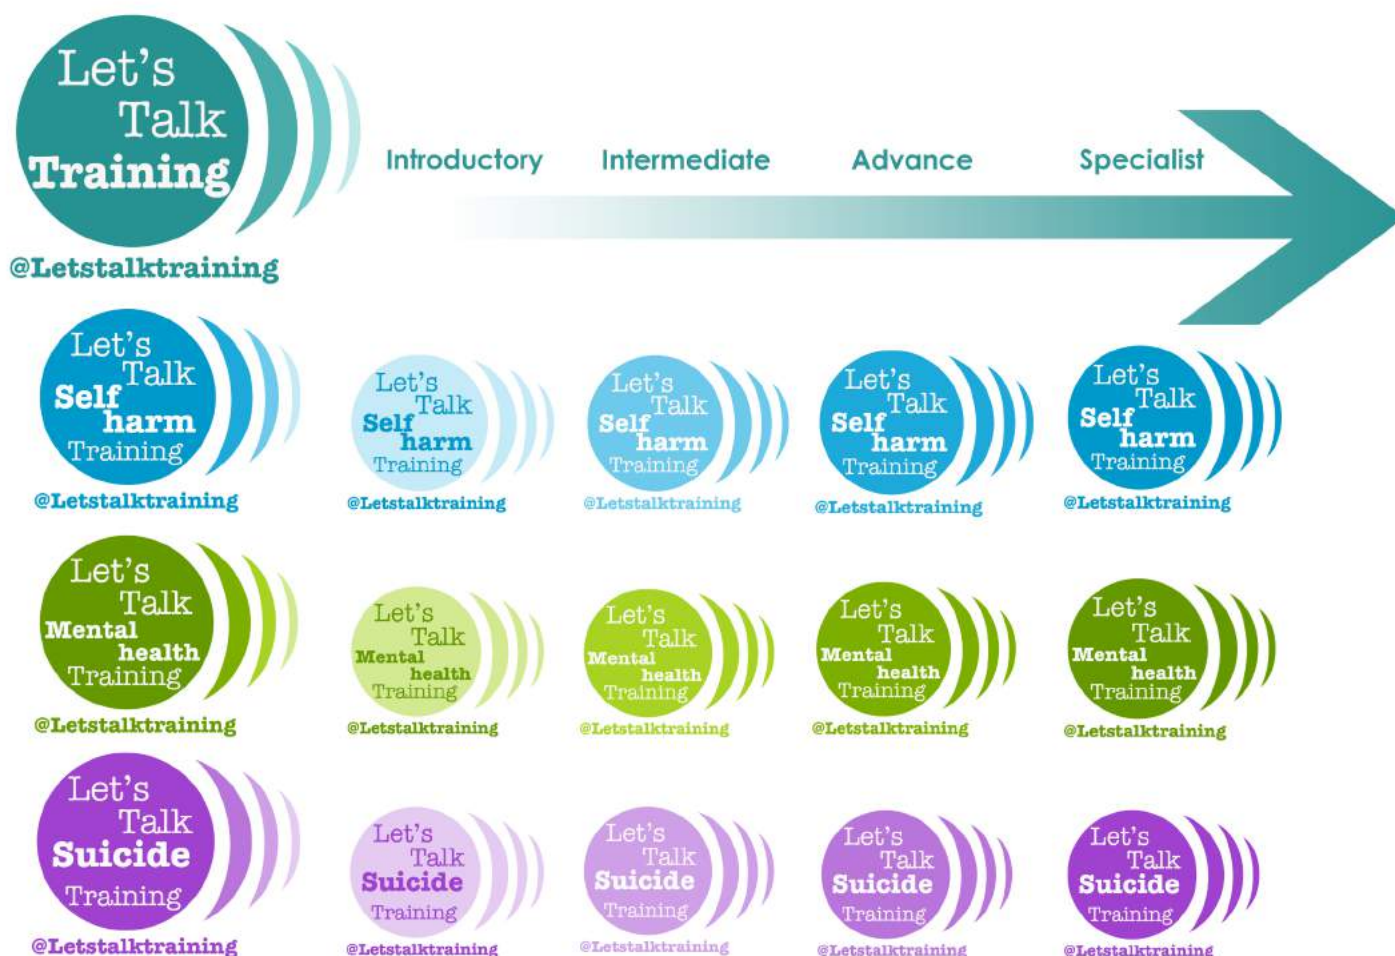 Let's
Talk
Training
@Letstalktraining
Introductory
Intermediate
Advance
Specialist
Let's
Talk
Self
harm
Training
@Letstalktraining
Let's
Talk
Self
harm
Training
@Letstalktraining
Let's
Talk
Self
harm
Training
@Letstalktraining
Let's
Talk
Self
harm
Training
@Letstalktraining
Let's
Talk
Self
harm
Training
@Letstalktraining
Let's
Talk
Mental
health
Training
@Letstalktraining
Let's
Talk
Mental
health
Training
@Letstalktraining
Let's
Talk
Mental
health
Training
@Letstalktraining
Let's
Talk
Mental
health
Training
@Letstalktraining
Let's
Talk
Mental
health
Training
@Letstalktraining
Let's
Talk
Suicide
Training
@Letstalktraining
Let's
Talk
Suicide
Training
@Letstalktraining
Let's
Talk
Suicide
Training
@Letstalktraining
Let's
Talk
Suicide
Training
@Letstalktraining
Let's
Talk
Suicide
Training
@Letstalktraining